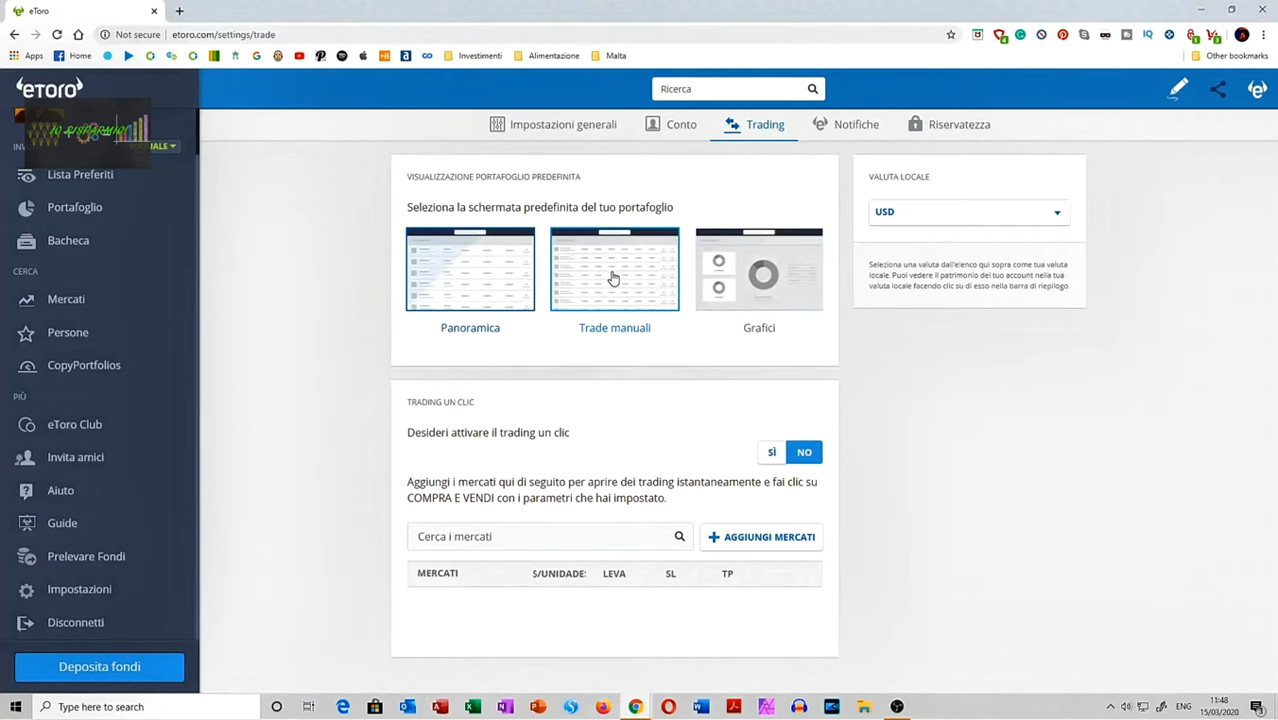 eToro
Not secure
etoro.com/settings/trade
Apps
Home
Investimenti
Alimentazione
Malta
Other bookmarks
eToro
IO RISPARMIO!
Ricerca
Impostazioni generali
Conto
Trading
Notifiche
Riservatezza
Lista Preferiti
Portafoglio
Bacheca
CERCA
Mercati
Persone
CopyPortfolios
PIÙ
eToro Club
Invita amici
Aiuto
Guide
Prelevare Fondi
Impostazioni
Disconnetti
Deposita fondi
VISUALIZZAZIONE PORTAFOGLIO PREDEFINITA
Seleziona la schermata predefinita del tuo portafoglio
Panoramica
Trade manuali
Grafici
VALUTA LOCALE
USD
Seleziona una valuta dall'elenco qui sopra come tua valuta
locale. Puoi vedere il patrimonio del tuo account nella tua
valuta locale facendo clic su di esso nella barra di riepilogo.
TRADING UN CLIC
Desideri attivare il trading un clic
SÌ
NO
Aggiungi i mercati qui di seguito per aprire dei trading istantaneamente e fai clic su
COMPRA E VENDI con i parametri che hai impostato.
Cerca i mercati
AGGIUNGI MERCATI
MERCATI
$/UNIDADE:
LEVA
SL
TP
Type here to search
ENG
11:48
15/03/2020